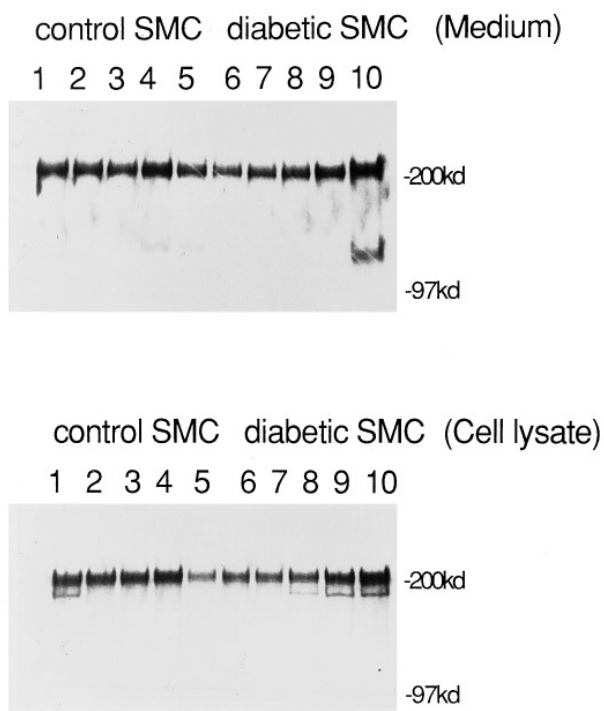 control SMC diabetic SMC (Medium)
1 2 3 4 5 6 7 8 9 10
-200kd
-97kd
control SMC diabetic SMC (Cell lysate)
1 2 3 4 5 6 7 8 9 10
-200kd
-97kd